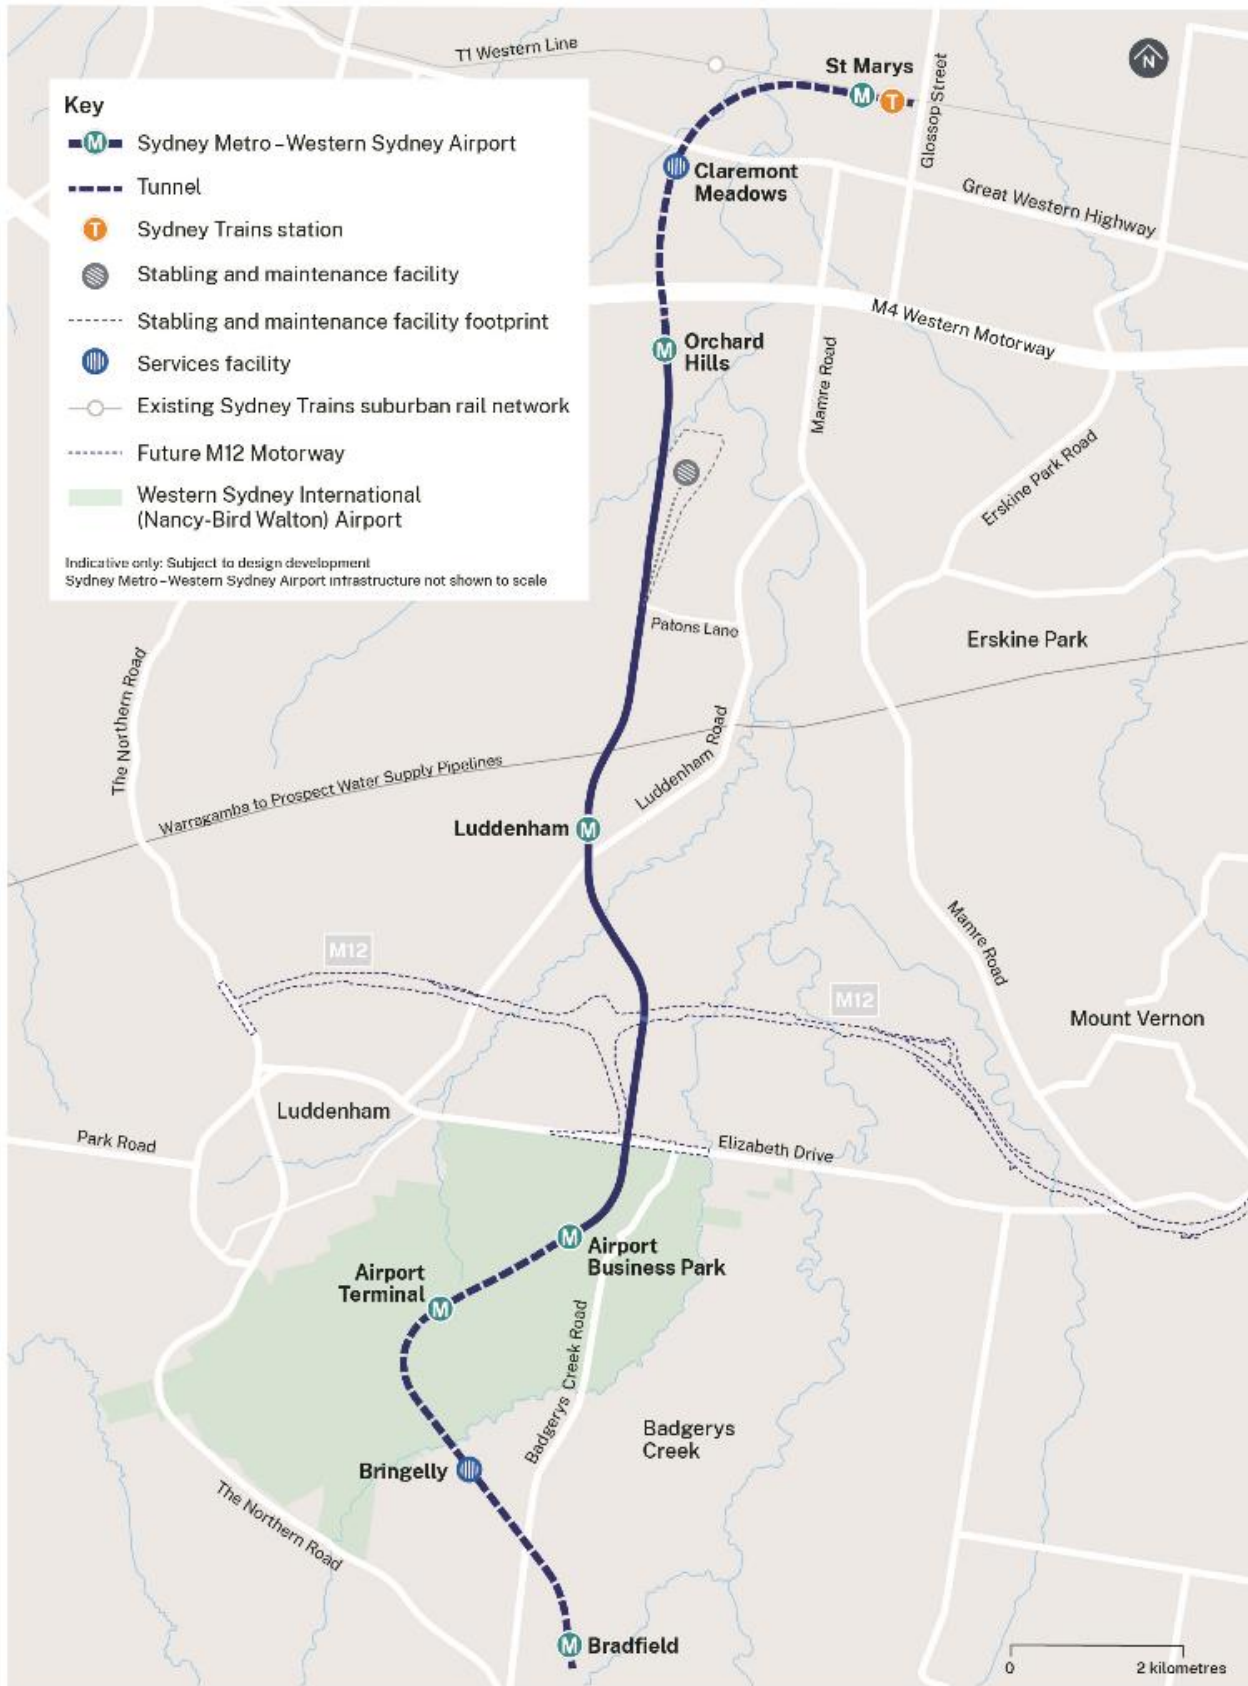 T1 Western Line
St Marys
N
M
T
Glossop Street
Key
M
Sydney Metro – Western Sydney Airport
Tunnel
T
Sydney Trains station
Stabling and maintenance facility
Stabling and maintenance facility footprint
Services facility
Existing Sydney Trains suburban rail network
Future M12 Motorway
Western Sydney International
(Nancy-Bird Walton) Airport
Indicative only: Subject to design development
Sydney Metro – Western Sydney Airport infrastructure not shown to scale
Claremont
Meadows
Great Western Highway
M4 Western Motorway
M
Orchard
Hills
Mamre Road
Erskine Park Road
Patons Lane
Erskine Park
The Northern Road
Luddenham Road
Warragamba to Prospect Water Supply Pipelines
Luddenham
M
Mamre Road
M12
M12
Mount Vernon
Luddenham
Park Road
Elizabeth Drive
M
Airport
Business Park
Airport
Terminal
M
Badgerys Creek Road
Badgerys
Creek
Bringelly
The Northern Road
M
Bradfield
0
2 kilometres